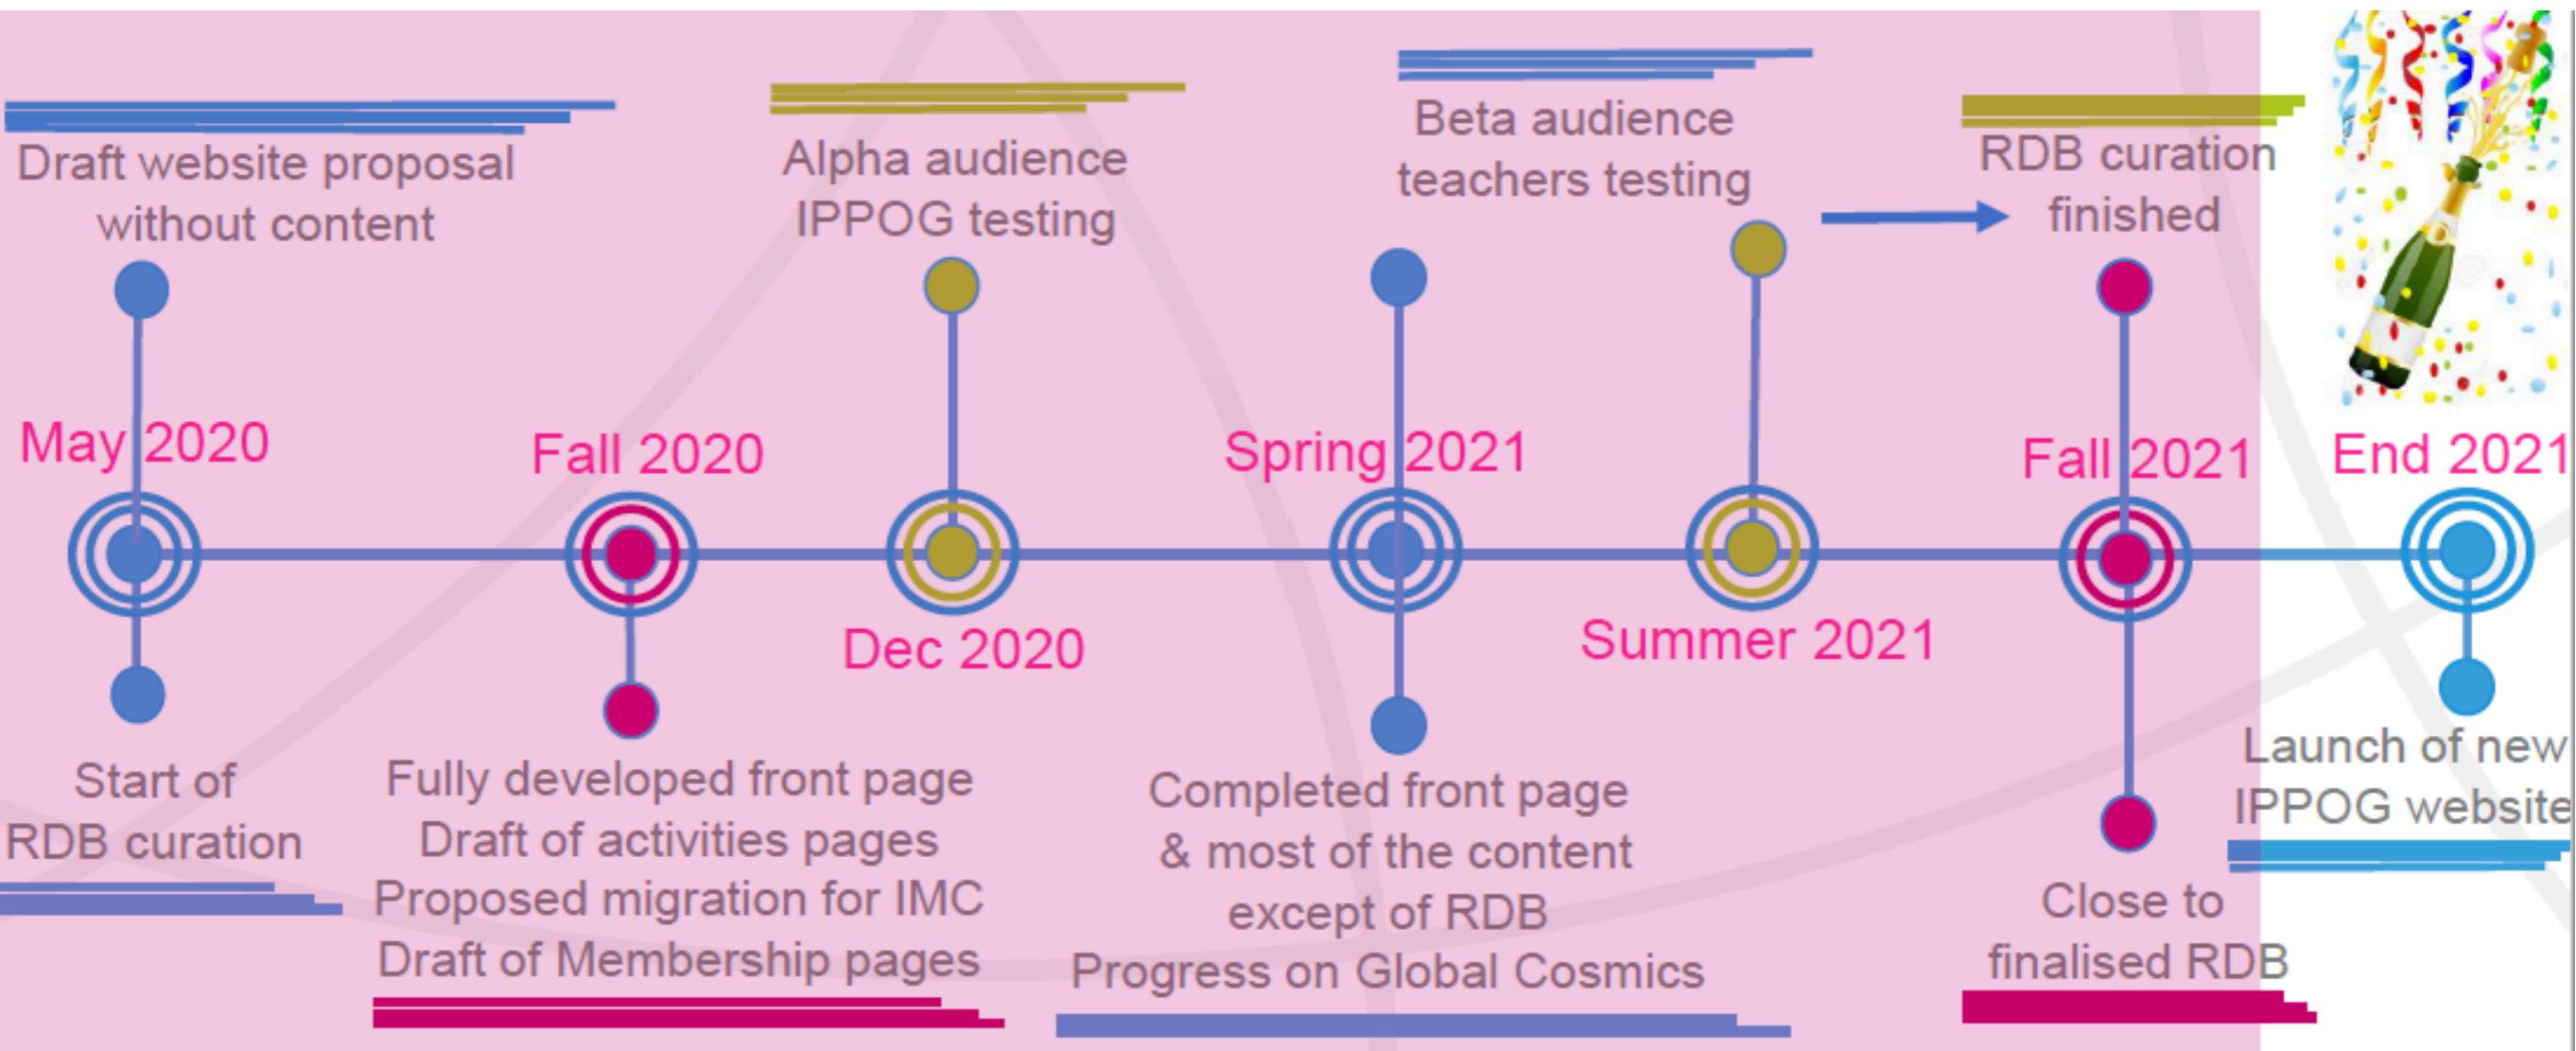 Draft website proposal
without content
May 2020
Start of
RDB curation
Fall 2020
Fully developed front page
Draft of activities pages
Proposed migration for IMC
Draft of Membership pages
Alpha audience
IPPOG testing
Dec 2020
Spring 2021
Completed front page
& most of the content
except of RDB
Progress on Global Cosmics
Beta audience
teachers testing
Summer 2021
RDB curation
finished
Fall 2021
Close to
finalised RDB
End 2021
Launch of new
IPPOG website